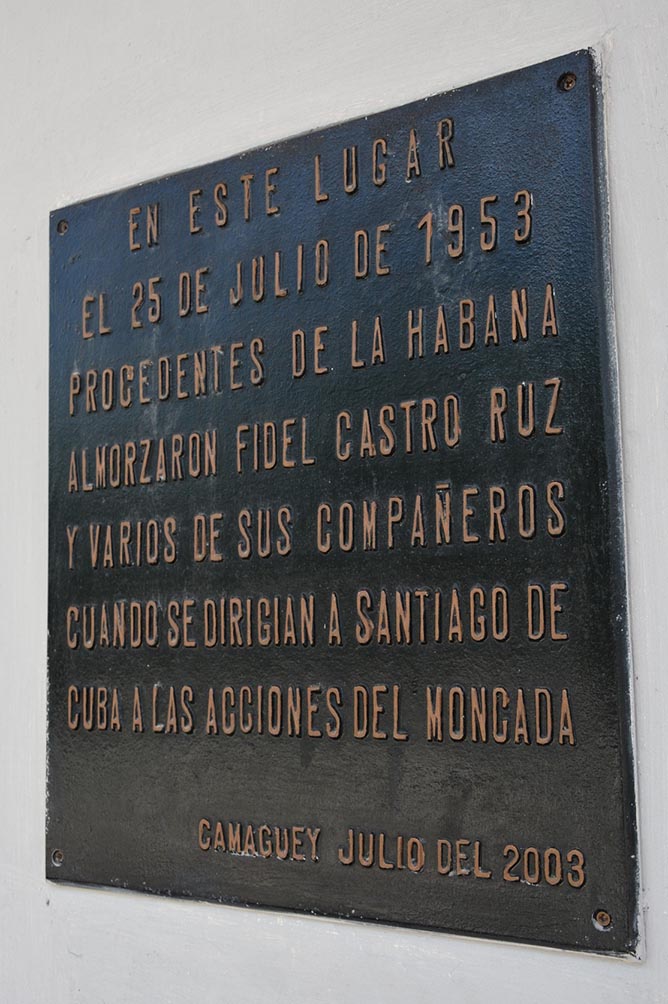 EN ESTE LUGAR
EL 25 DE JULIO DE 1953
PROCEDENTES DE LA HABANA
ALMORZARON FIDEL CASTRO RUZ
Y VARIOS DE SUS COMPAÑEROS
CUANDO SE DIRIGIAN A SANTIAGO DE
CUBA A LAS ACCIONES DEL MONCADA
CAMAGUEY JULIO DEL 2003